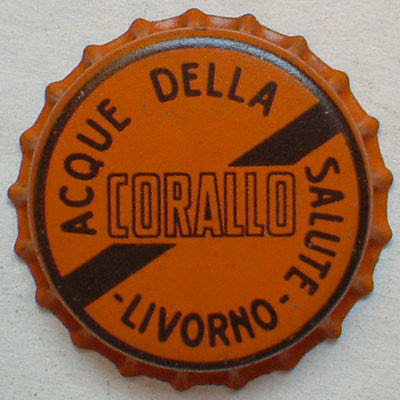 ACQUE DELLA SALUTE
CORALLO
- LIVORNO -